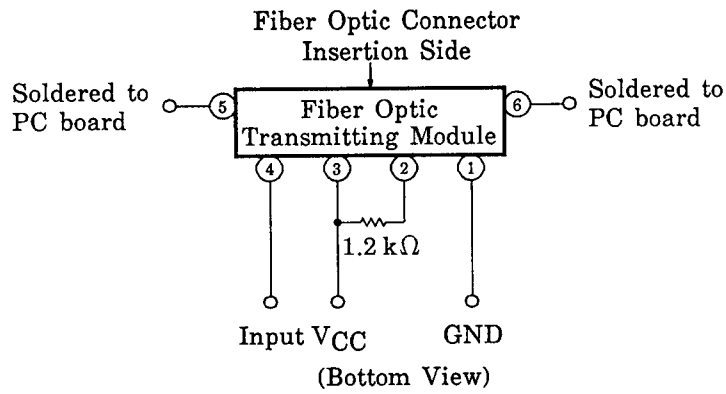 Fiber Optic Connector
Insertion Side
Soldered to
PC board
5
Fiber Optic
Transmitting Module
6
Soldered to
PC board
4
3
2
1
1.2 kΩ
Input VCC
GND
(Bottom View)